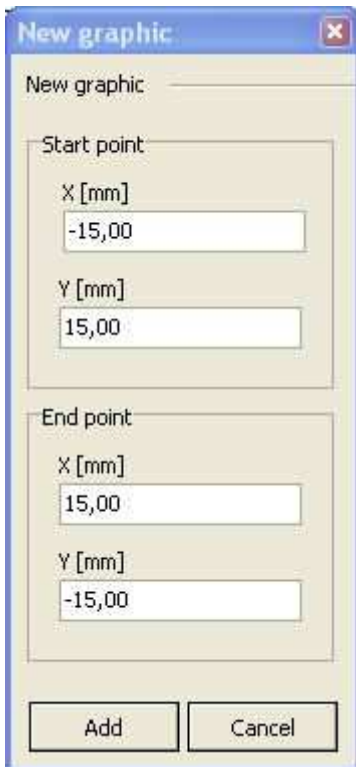 New graphic
New graphic
Start point
X [mm]
-15,00
Y [mm]
15,00
End point
X [mm]
15,00
Y [mm]
-15,00
Add Cancel